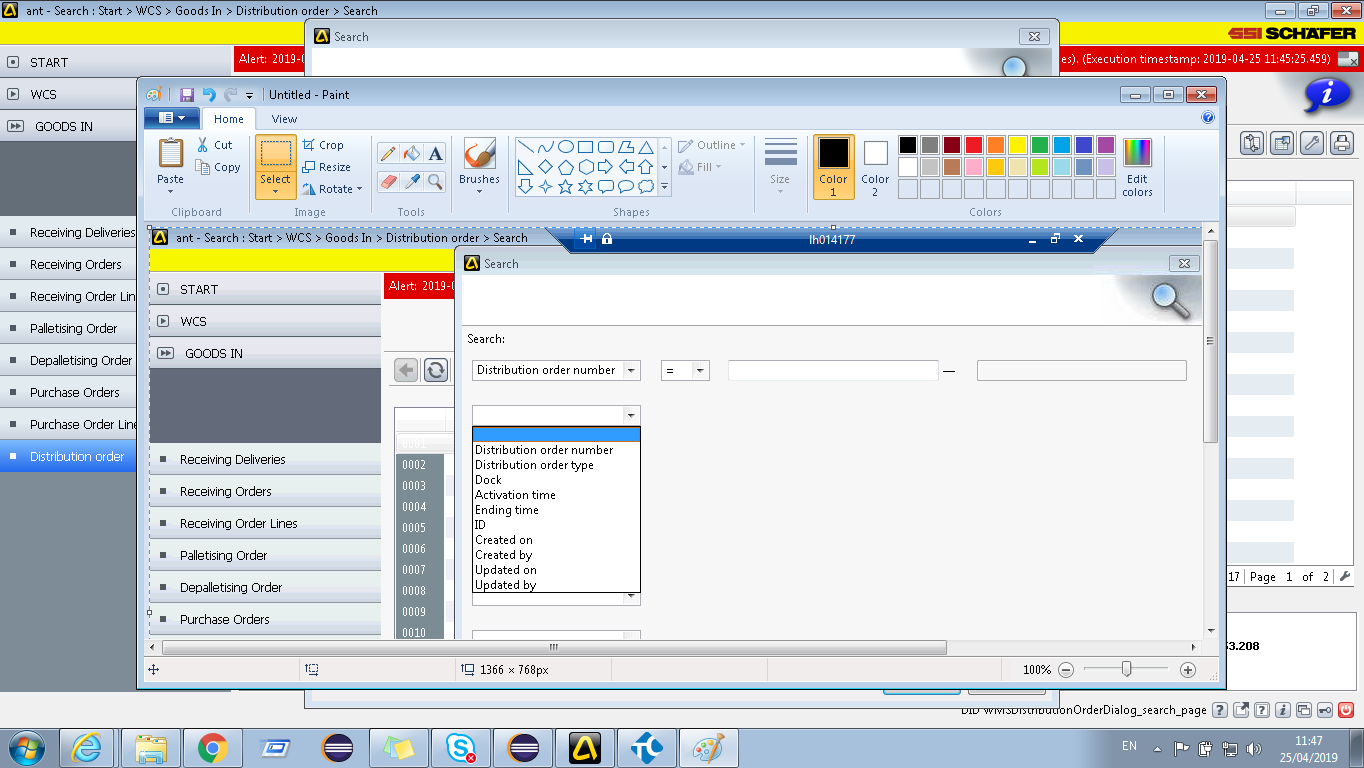 ant - Search : Start > WCS > Goods In > Distribution order > Search
SSI SCHÄFER
Search
START
Alert: 2019-0
es). (Execution timestamp: 2019-04-25 11:45:25.459)
WCS
GOODS IN
Receiving Deliveries
Receiving Orders
Receiving Order Lin
Palletising Order
Depalletising Order
Purchase Orders
Purchase Order Line
Distribution order
Untitled - Paint
Home
View
Paste
Cut
Copy
Clipboard
Select
Crop
Resize
Rotate
Image
A
Tools
Brushes
Outline
Fill
Shapes
Size
Color
1
Color
2
Edit
colors
Colors
ant - Search : Start > WCS > Goods In > Distribution order > Search
lh014177
Search
START
Alert: 2019-0
WCS
GOODS IN
Search:
Distribution order number
=
—
Distribution order number
Distribution order type
Dock
Activation time
Ending time
ID
Created on
Created by
Updated on
Updated by
Receiving Deliveries
Receiving Orders
Receiving Order Lines
Palletising Order
Depalletising Order
Purchase Orders
0001
0002
0003
0004
0005
0006
0007
0008
0009
0010
1366 × 768px
100%
17 Page 1 of 2
53.208
DID WMSDistributionOrderDialog_search_page
EN
11:47
25/04/2019